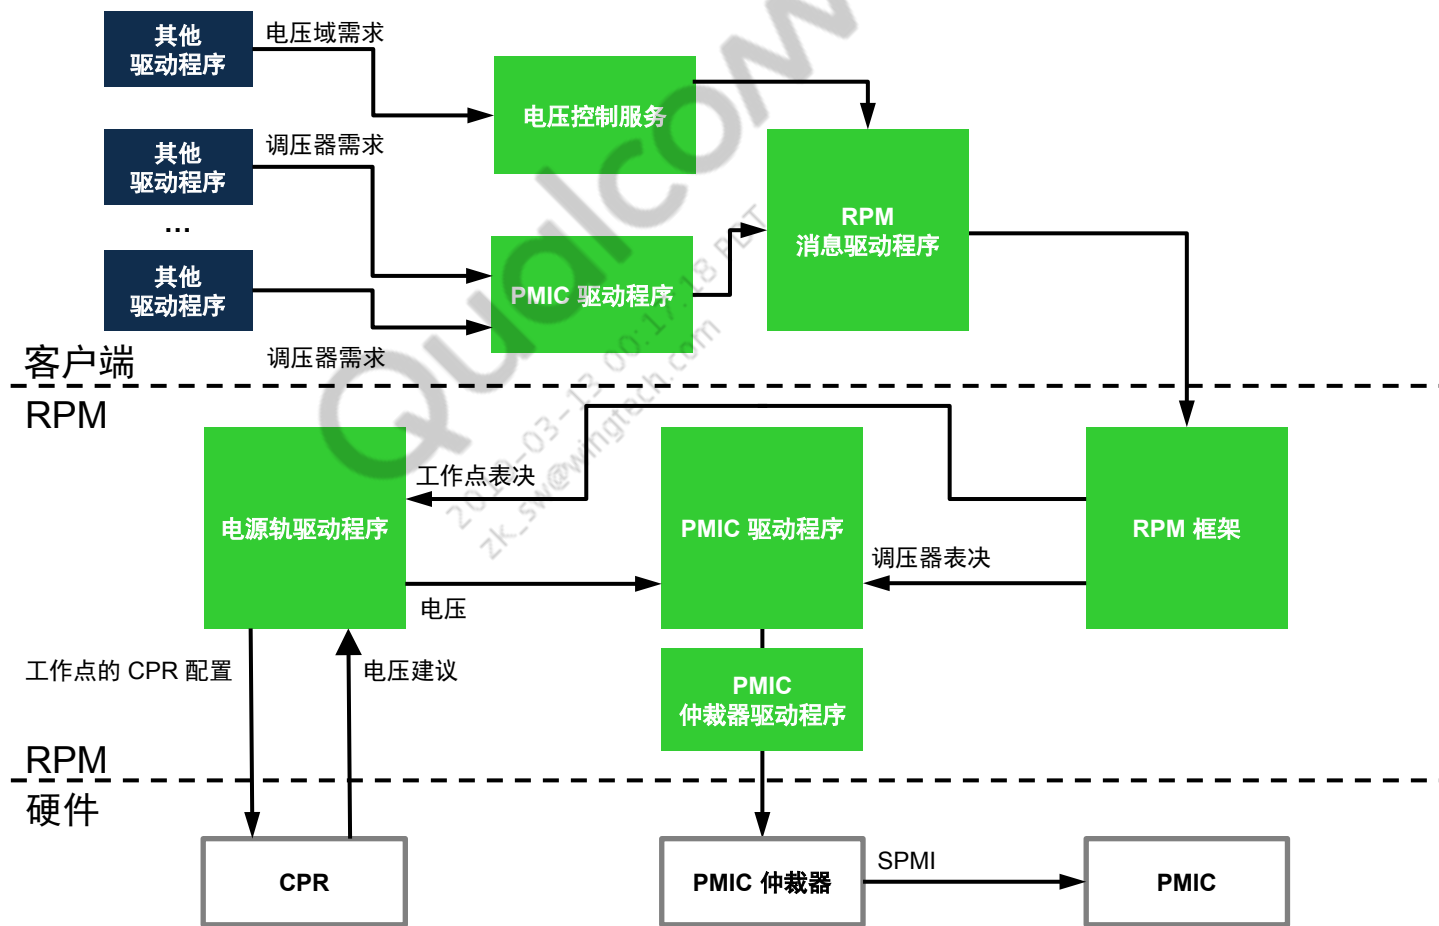 其他
驱动程序
电压域需求
电压控制服务
其他
驱动程序
调压器需求
...
RPM
消息驱动程序
其他
驱动程序
PMIC 驱动程序
调压器需求
客户端
RPM
工作点表决
电源轨驱动程序
PMIC 驱动程序
调压器表决
RPM 框架
电压
工作点的 CPR 配置
电压建议
PMIC
仲裁器驱动程序
RPM
硬件
CPR
PMIC 仲裁器
SPMI
PMIC
Qualcom
zk_sw@wingtech.com